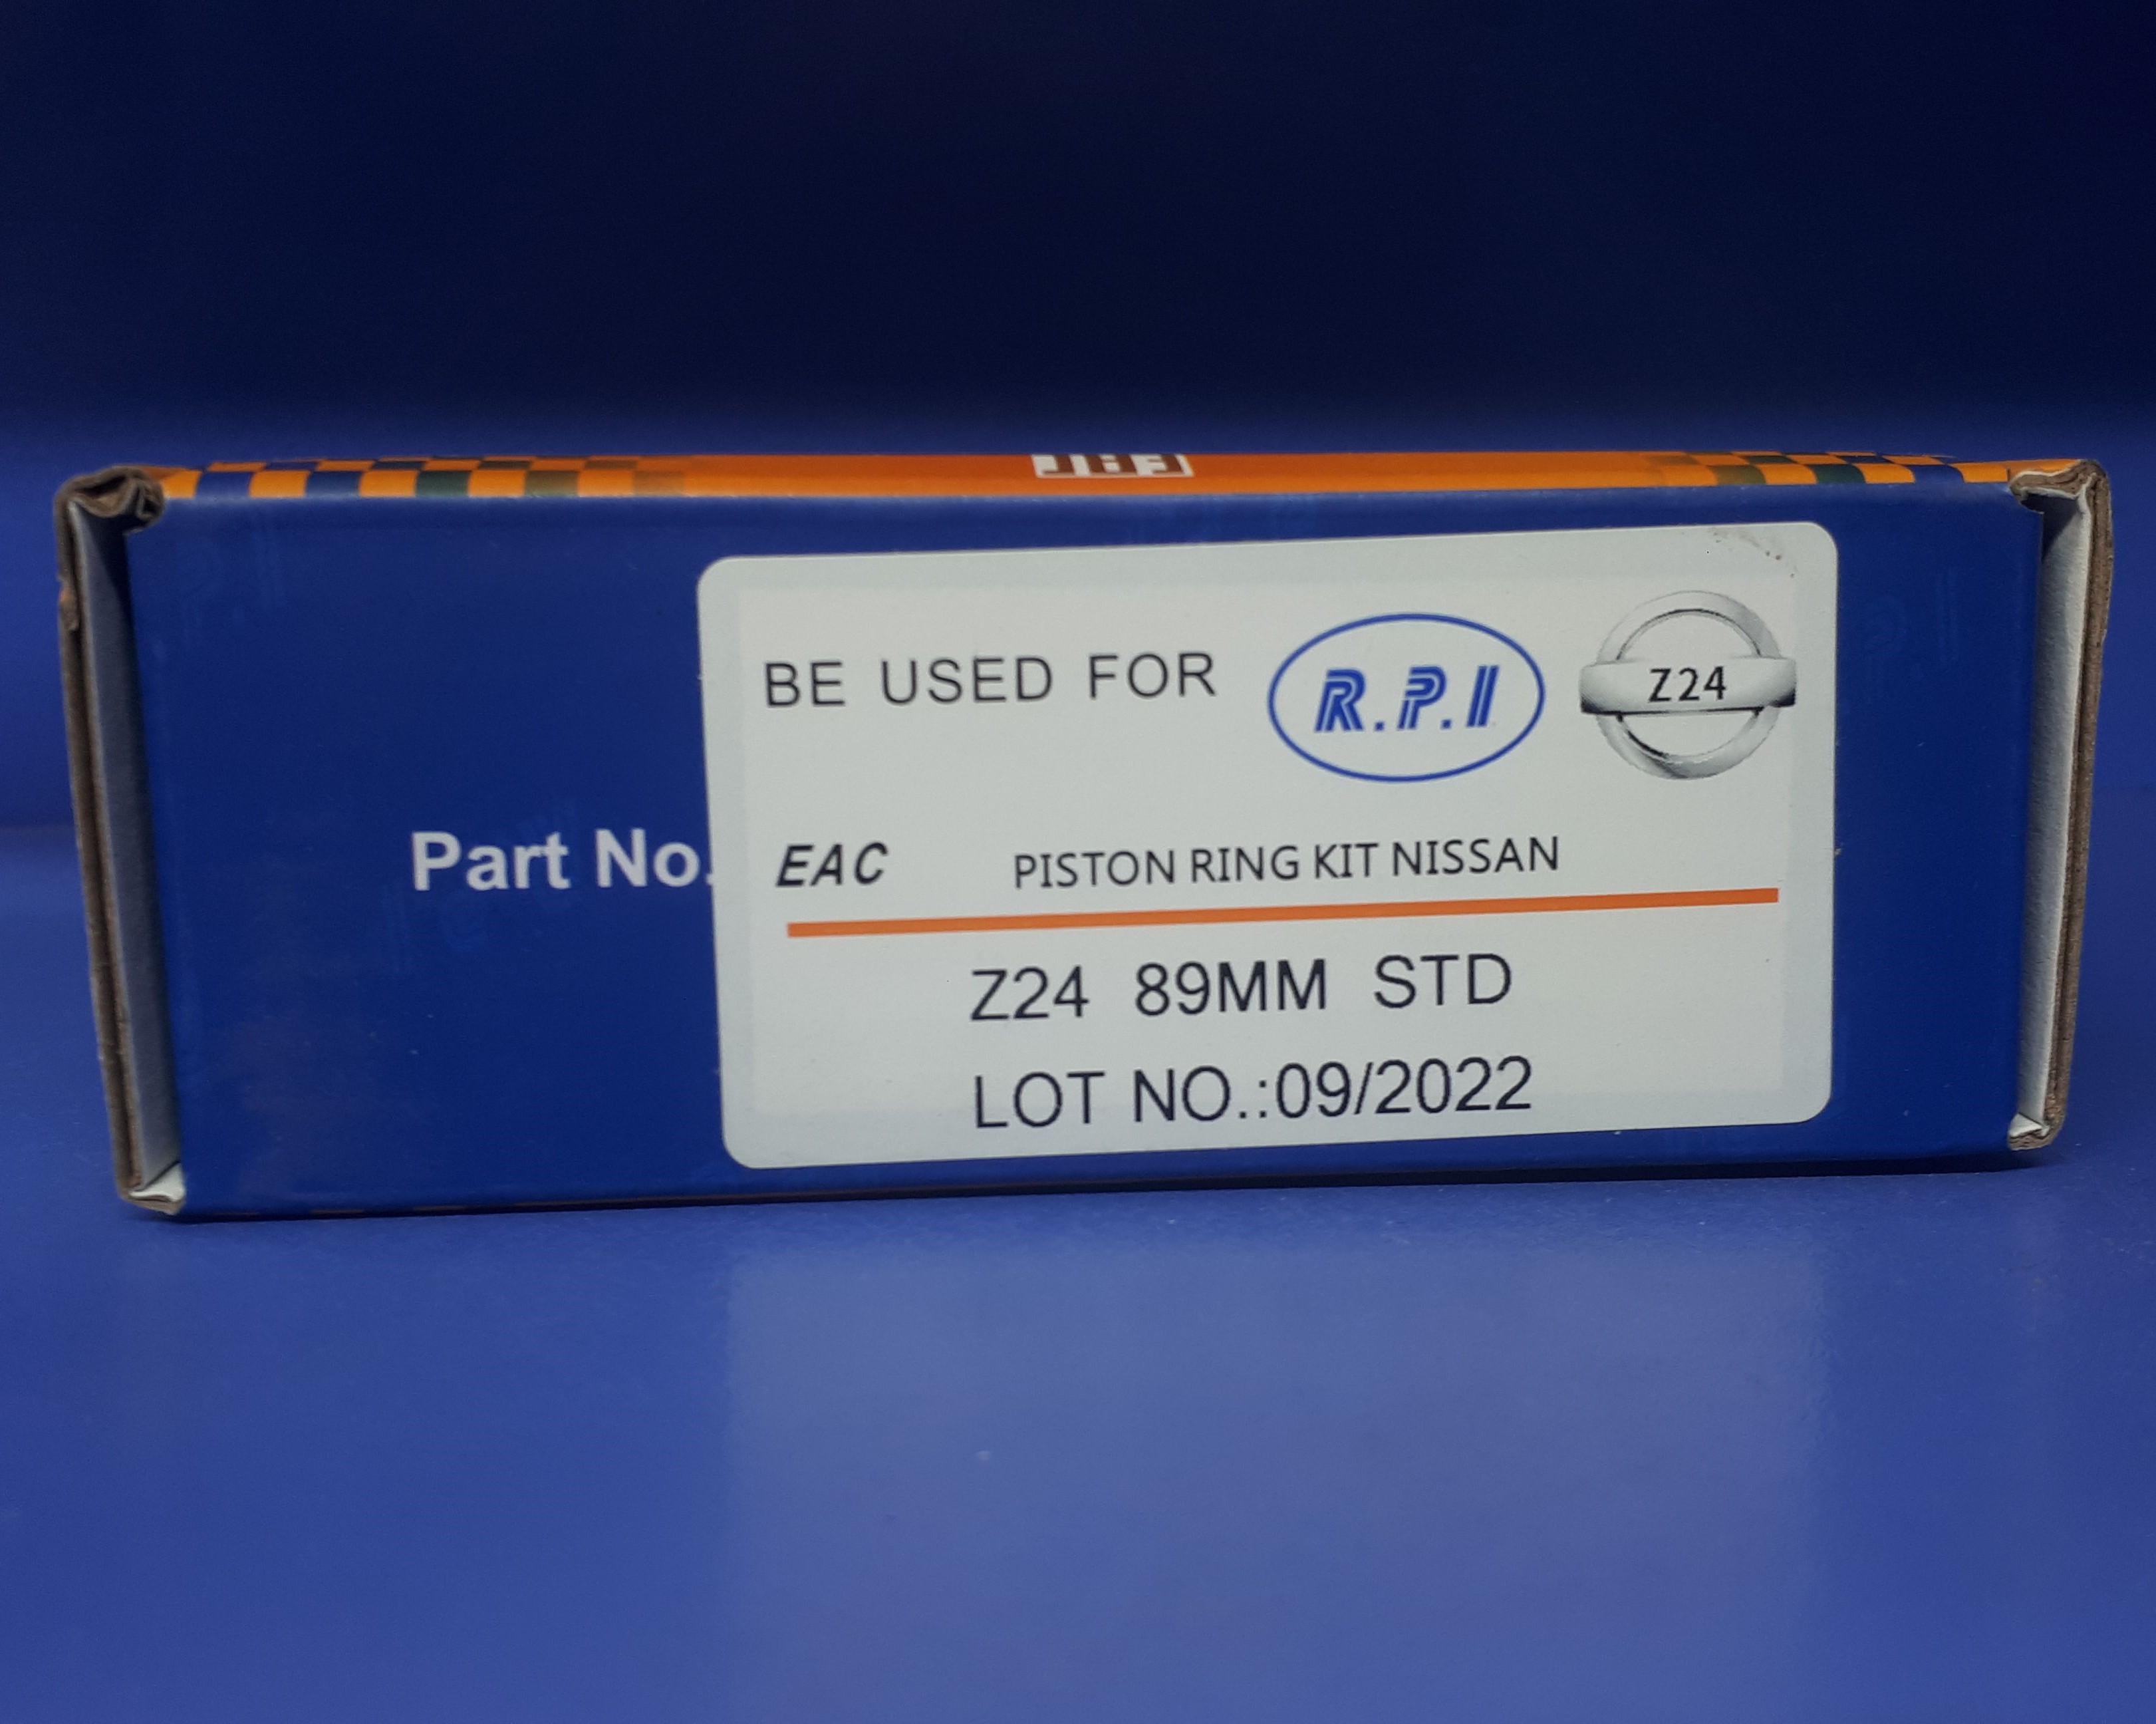 BE USED FOR R.P.I Z24
Part No. EAC PISTON RING KIT NISSAN
Z24 89MM STD
LOT NO.:09/2022